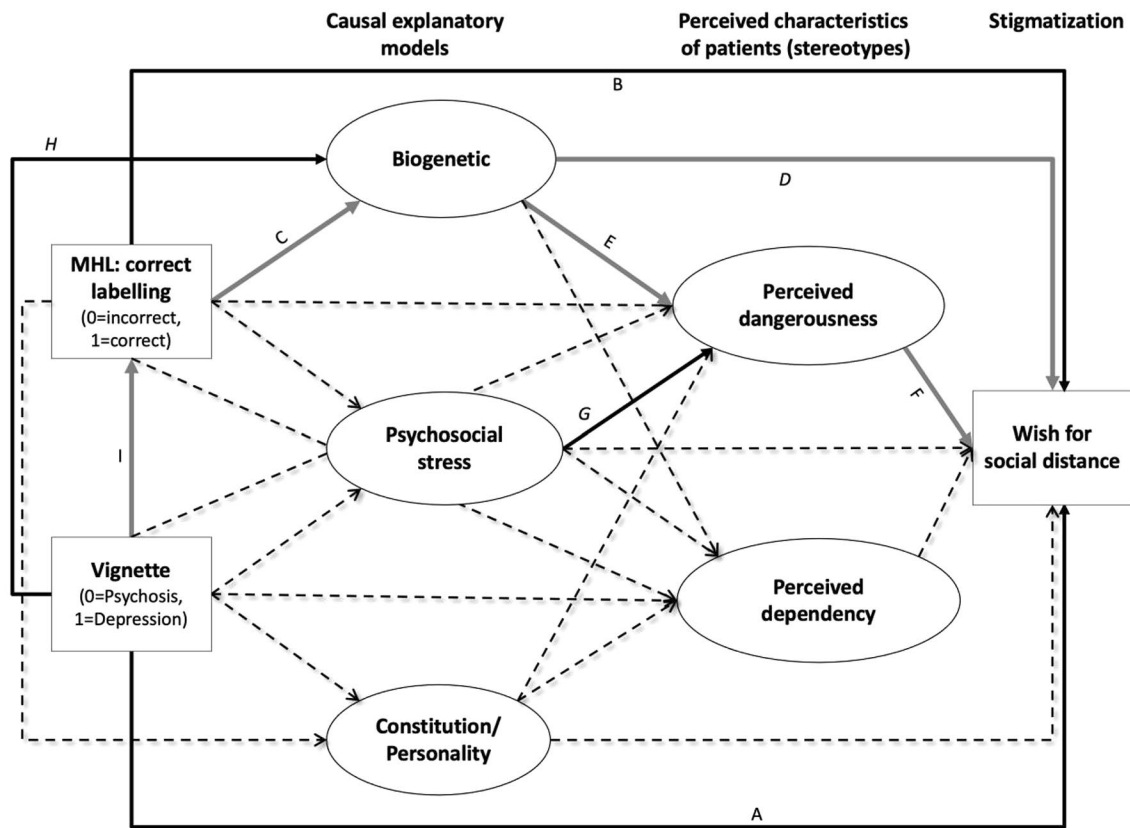 Causal explanatory
models
Perceived characteristics
of patients (stereotypes)
Stigmatization
B
H
Biogenetic
D
C
E
MHL: correct
labelling
(0=incorrect,
1=correct)
Perceived
dangerousness
F
G
I
Psychosocial
stress
Wish for
social distance
Vignette
(0=Psychosis,
1=Depression)
Perceived
dependency
Constitution/
Personality
A